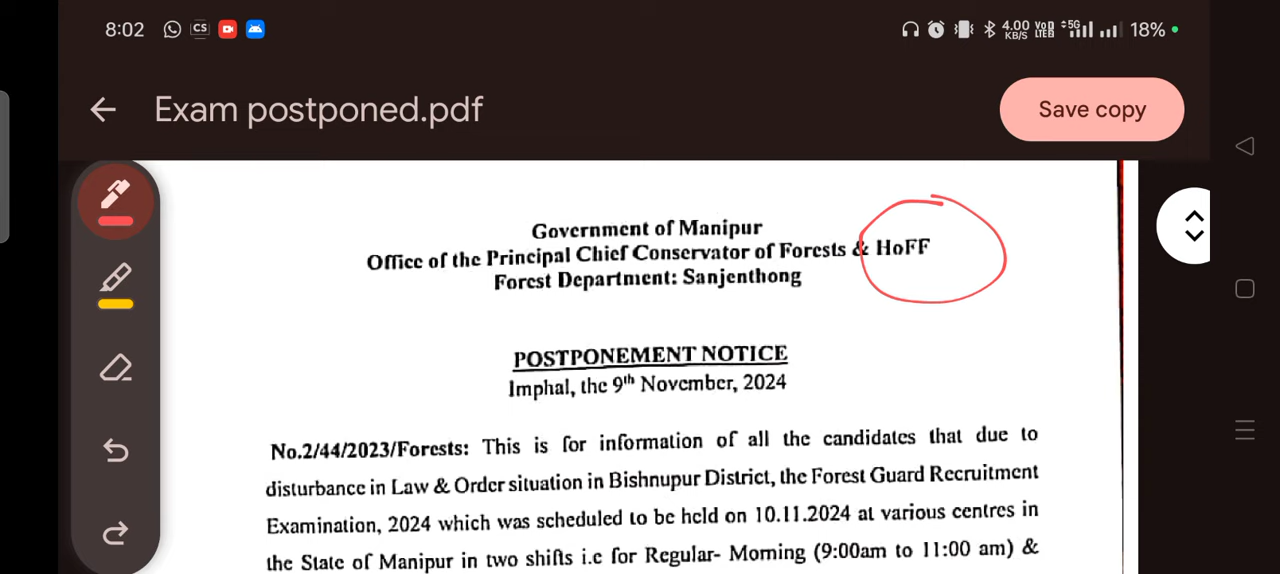 8:02 CS 4.00 KB/S VoD LTE 5G 18%
Exam postponed.pdf
Save copy
Government of Manipur
Office of the Principal Chief Conservator of Forests & HoFF
Forest Department: Sanjenthong
POSTPONEMENT NOTICE
Imphal, the 9th November, 2024
No.2/44/2023/Forests: This is for information of all the candidates that due to
disturbance in Law & Order situation in Bishnupur District, the Forest Guard Recruitment
Examination, 2024 which was scheduled to be held on 10.11.2024 at various centres in
the State of Manipur in two shifts i.e for Regular- Morning (9:00am to 11:00 am) &